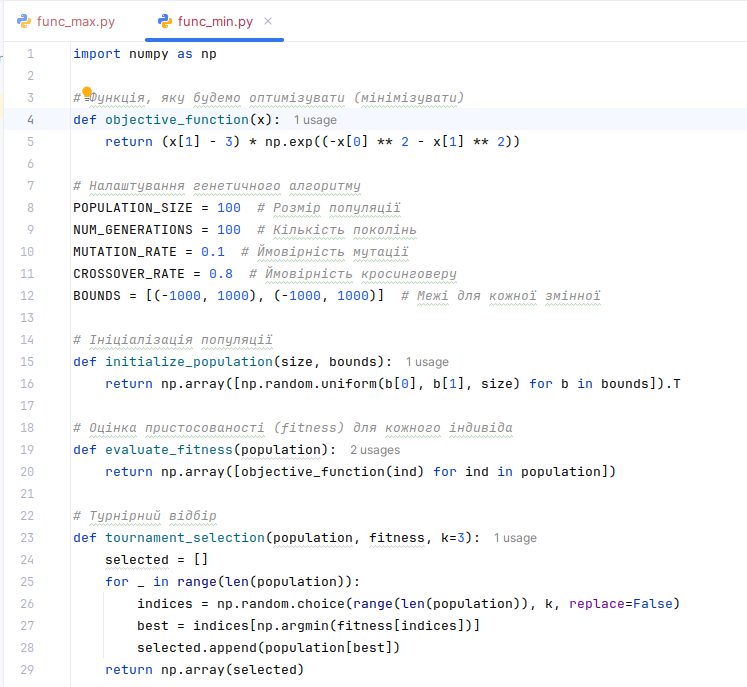 func_max.py
func_min.py
1 import numpy as np
2
3 # Функція, яку будемо оптимізувати (мінімізувати)
4 def objective_function(x): 1 usage
5     return (x[1] - 3) * np.exp((-x[0] ** 2 - x[1] ** 2))
6
7 # Налаштування генетичного алгоритму
8 POPULATION_SIZE = 100  # Розмір популяції
9 NUM_GENERATIONS = 100  # Кількість поколінь
10 MUTATION_RATE = 0.1  # Ймовірність мутації
11 CROSSOVER_RATE = 0.8  # Ймовірність кросинговеру
12 BOUNDS = [(-1000, 1000), (-1000, 1000)]  # Межі для кожної змінної
13
14 # Ініціалізація популяції
15 def initialize_population(size, bounds): 1 usage
16     return np.array([np.random.uniform(b[0], b[1], size) for b in bounds]).T
17
18 # Оцінка пристосованості (fitness) для кожного індивіда
19 def evaluate_fitness(population): 2 usages
20     return np.array([objective_function(ind) for ind in population])
21
22 # Турнірний відбір
23 def tournament_selection(population, fitness, k=3): 1 usage
24     selected = []
25     for _ in range(len(population)):
26         indices = np.random.choice(range(len(population)), k, replace=False)
27         best = indices[np.argmin(fitness[indices])]
28         selected.append(population[best])
29     return np.array(selected)